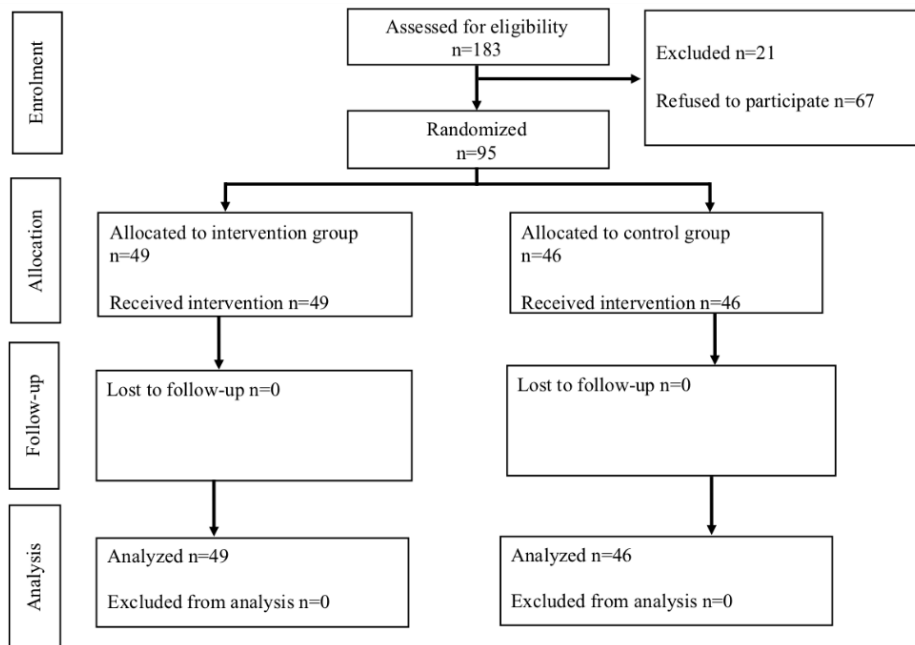 Enrolment
Assessed for eligibility
n=183
Excluded n=21
Refused to participate n=67
Randomized
n=95
Allocation
Allocated to intervention group
n=49
Received intervention n=49
Allocated to control group
n=46
Received intervention n=46
Follow-up
Lost to follow-up n=0
Lost to follow-up n=0
Analysis
Analyzed n=49
Excluded from analysis n=0
Analyzed n=46
Excluded from analysis n=0